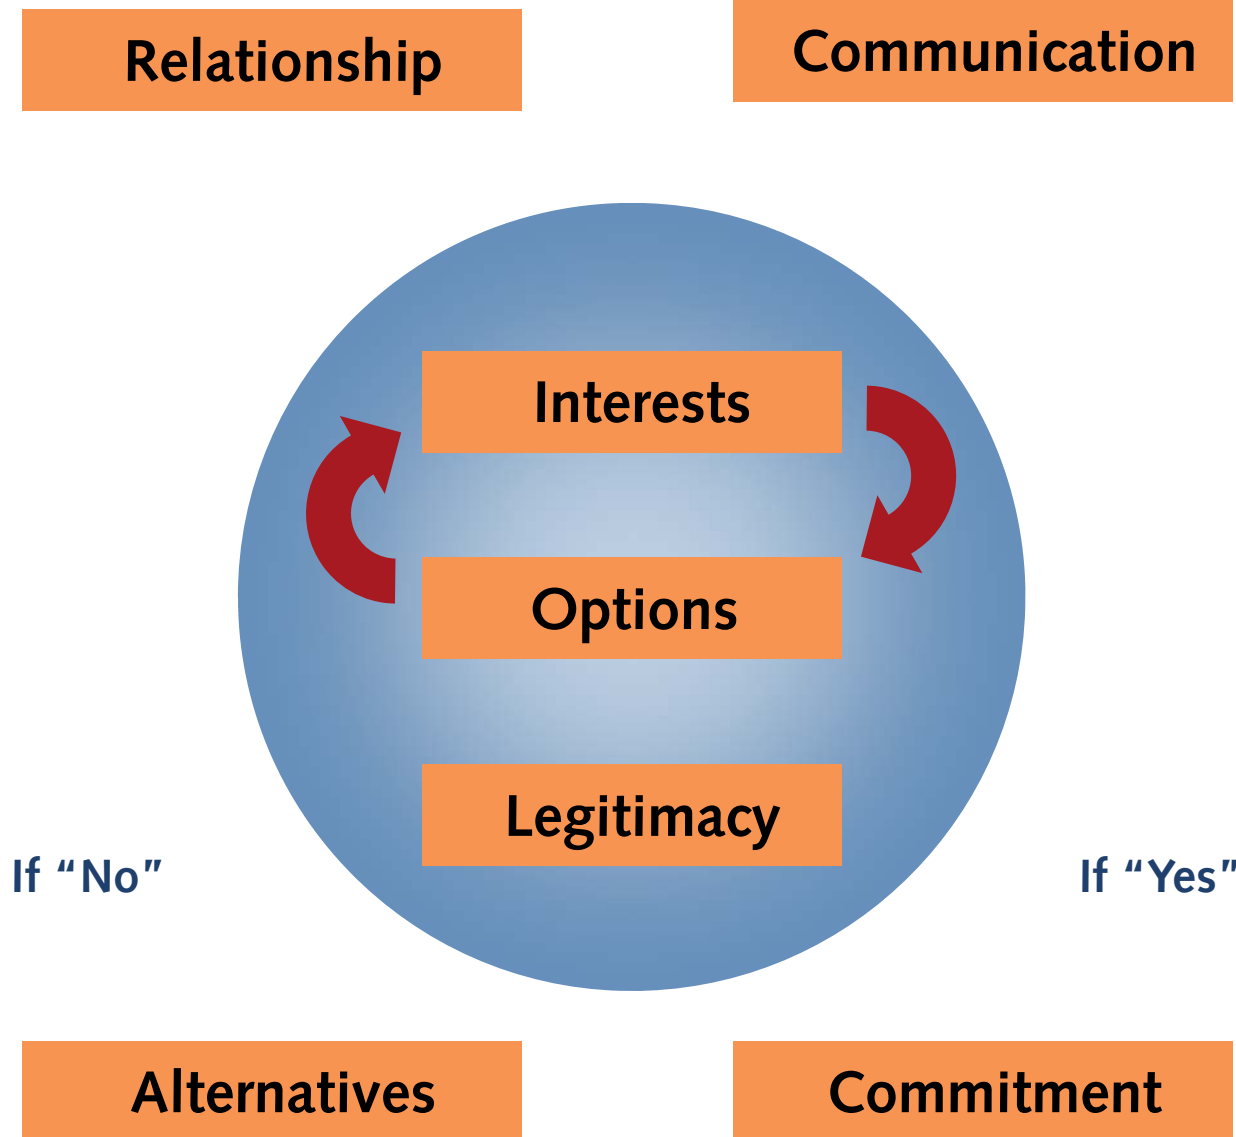 Relationship
Communication
Interests
Options
Legitimacy
If “No”
If “Yes”
Alternatives
Commitment